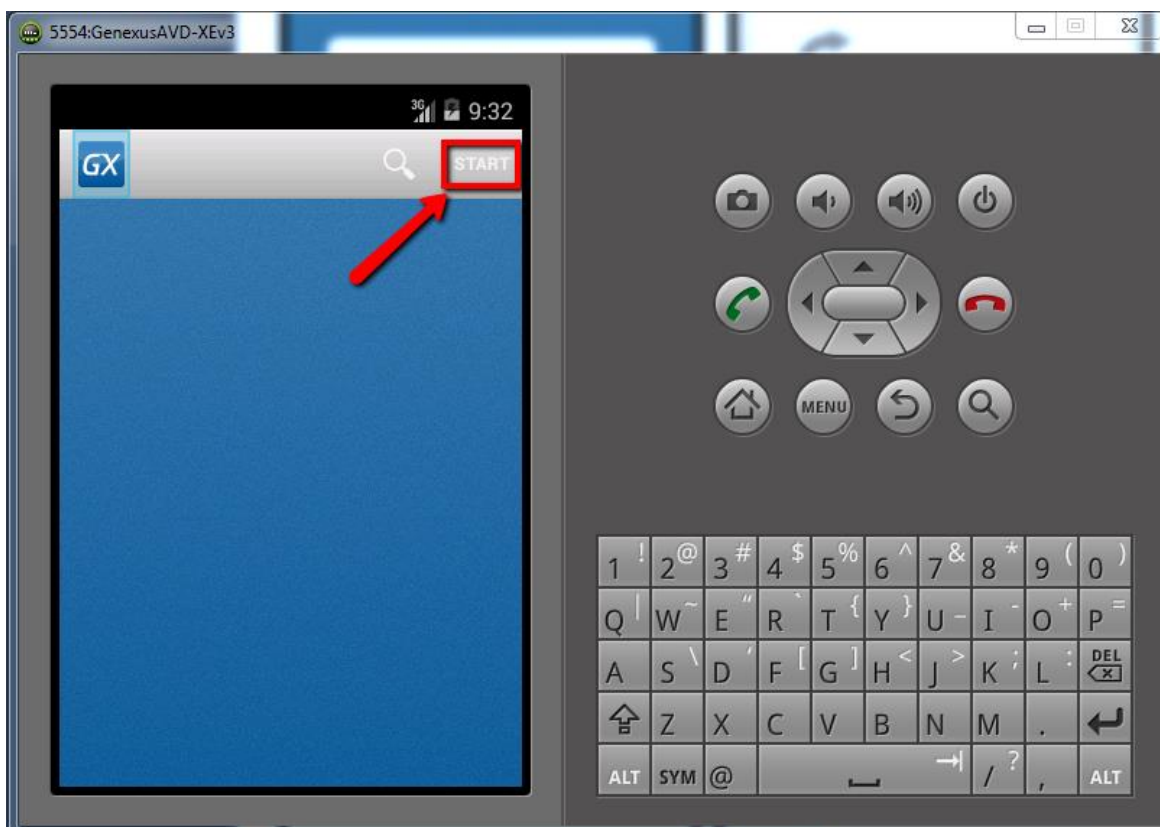 5554:GenexusAVD-XEv3
3G 9:32
GX START
MENU
1 ! 2 @ 3 # 4 $ 5 % 6 ^ 7 & 8 * 9 ( 0 )
Q | W ~ E " R ` T { Y } U _ I - O + P =
A S \ D ' F [ G ] H < J > K ; L : DEL
Z X C V B N M .
ALT SYM @ / ? , ALT